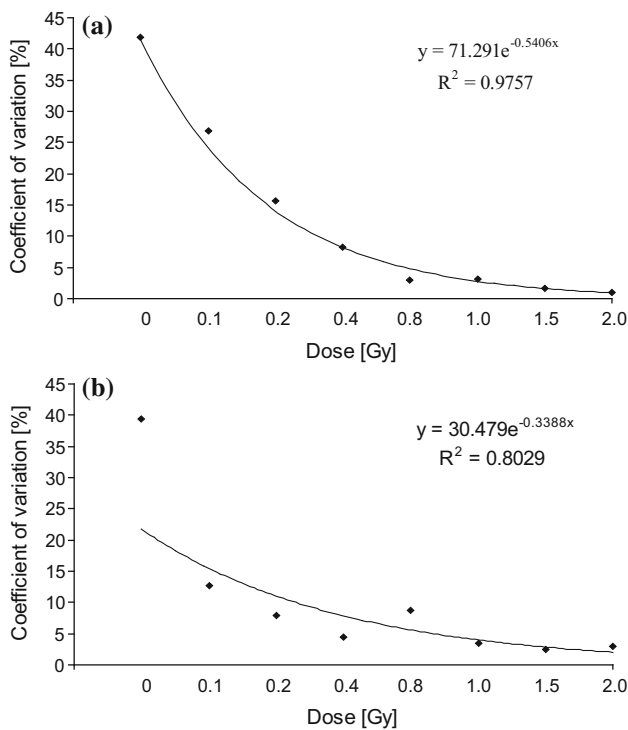 (a)
y = 71.291e^-0.5406x
R² = 0.9757
Coefficient of variation [%]
45
40
35
30
25
20
15
10
5
0
0 0.1 0.2 0.4 0.8 1.0 1.5 2.0
Dose [Gy]
(b)
y = 30.479e^-0.3388x
R² = 0.8029
Coefficient of variation [%]
45
40
35
30
25
20
15
10
5
0
0 0.1 0.2 0.4 0.8 1.0 1.5 2.0
Dose [Gy]